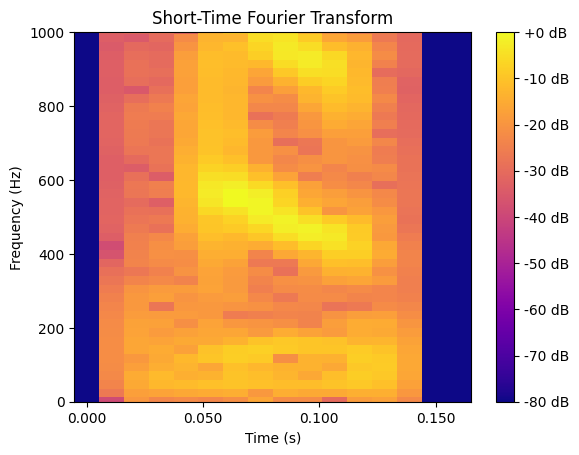 Short-Time Fourier Transform
1000
800
600
400
200
0
Frequency (Hz)
0.000
0.050
0.100
0.150
Time (s)
+0 dB
-10 dB
-20 dB
-30 dB
-40 dB
-50 dB
-60 dB
-70 dB
-80 dB